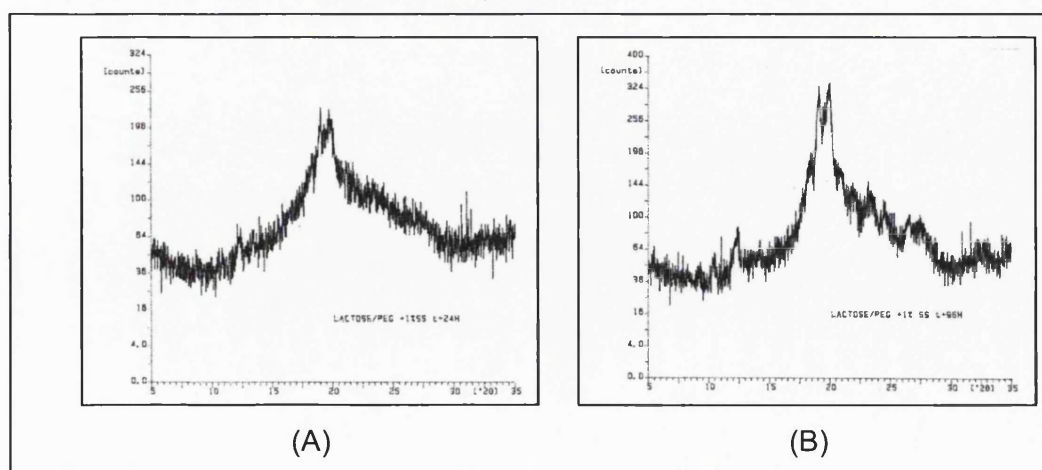 324
[counts]
256
196
144
100
64
36
16
4.0
0.0
5 10 15 20 25 30 [°2θ] 35
LACTOSE/PEG +1%SS t=24H
(A)
400
[counts]
324
256
196
144
100
64
36
16
4.0
0.0
5 10 15 20 25 30 [°2θ] 35
LACTOSE/PEG +1% SS t=96H
(B)